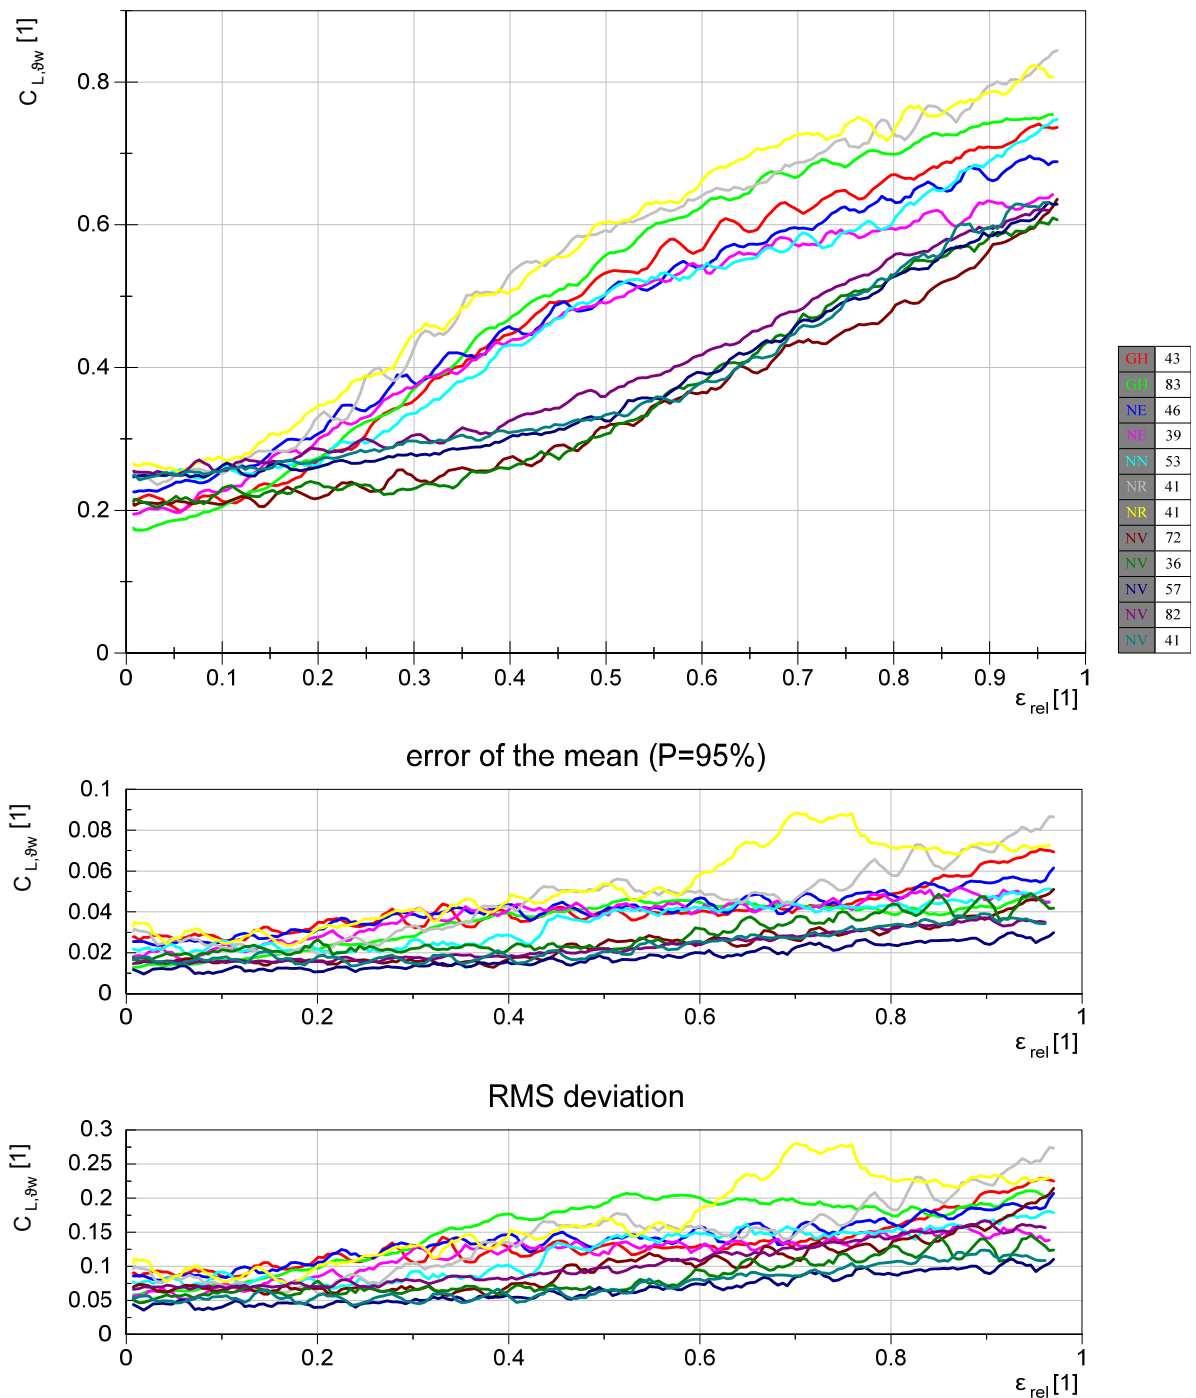 C L,ϑw [1]
0.8
0.6
0.4
0.2
0
0 0.1 0.2 0.3 0.4 0.5 0.6 0.7 0.8 0.9 1
ε rel [1]
GH 43
GH 83
NE 46
NE 39
NN 53
NR 41
NR 41
NV 72
NV 36
NV 57
NV 82
NV 41
error of the mean (P=95%)
C L,ϑw [1]
0.1
0.08
0.06
0.04
0.02
0
0 0.2 0.4 0.6 0.8 1
ε rel [1]
RMS deviation
C L,ϑw [1]
0.3
0.25
0.2
0.15
0.1
0.05
0
0 0.2 0.4 0.6 0.8 1
ε rel [1]